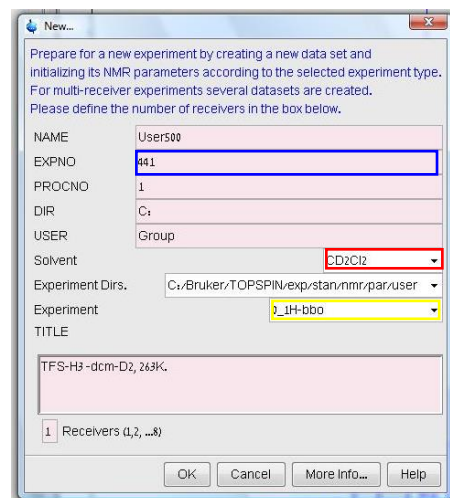 New...
Prepare for a new experiment by creating a new data set and
initializing its NMR parameters according to the selected experiment type.
For multi-receiver experiments several datasets are created.
Please define the number of receivers in the box below.
NAME User500
EXPNO 441
PROCNO 1
DIR C:
USER Group
Solvent CD2Cl2
Experiment Dirs. C:/Bruker/TOPSPIN/exp/stan/nmr/par/user
Experiment _1H-bbo
TITLE
TFS-H3-dcm-D2, 263K.
1 Receivers (1,2, ...8)
OK Cancel More Info... Help